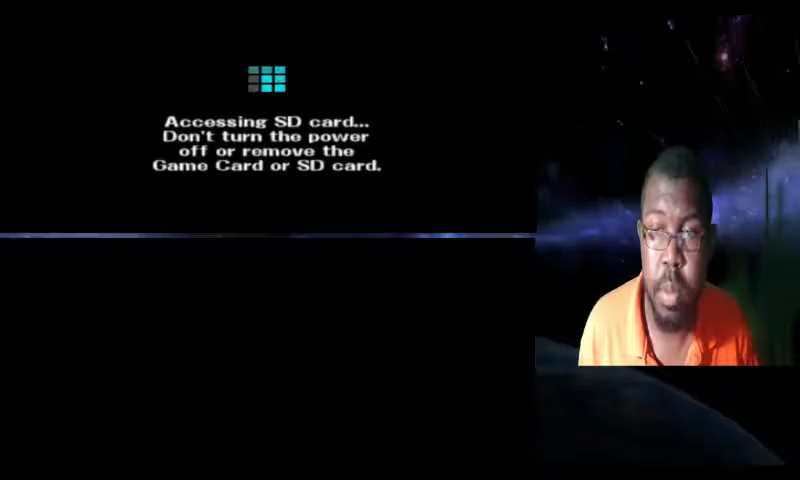 Accessing SD card...
Don't turn the power
off or remove the
Game Card or SD card.